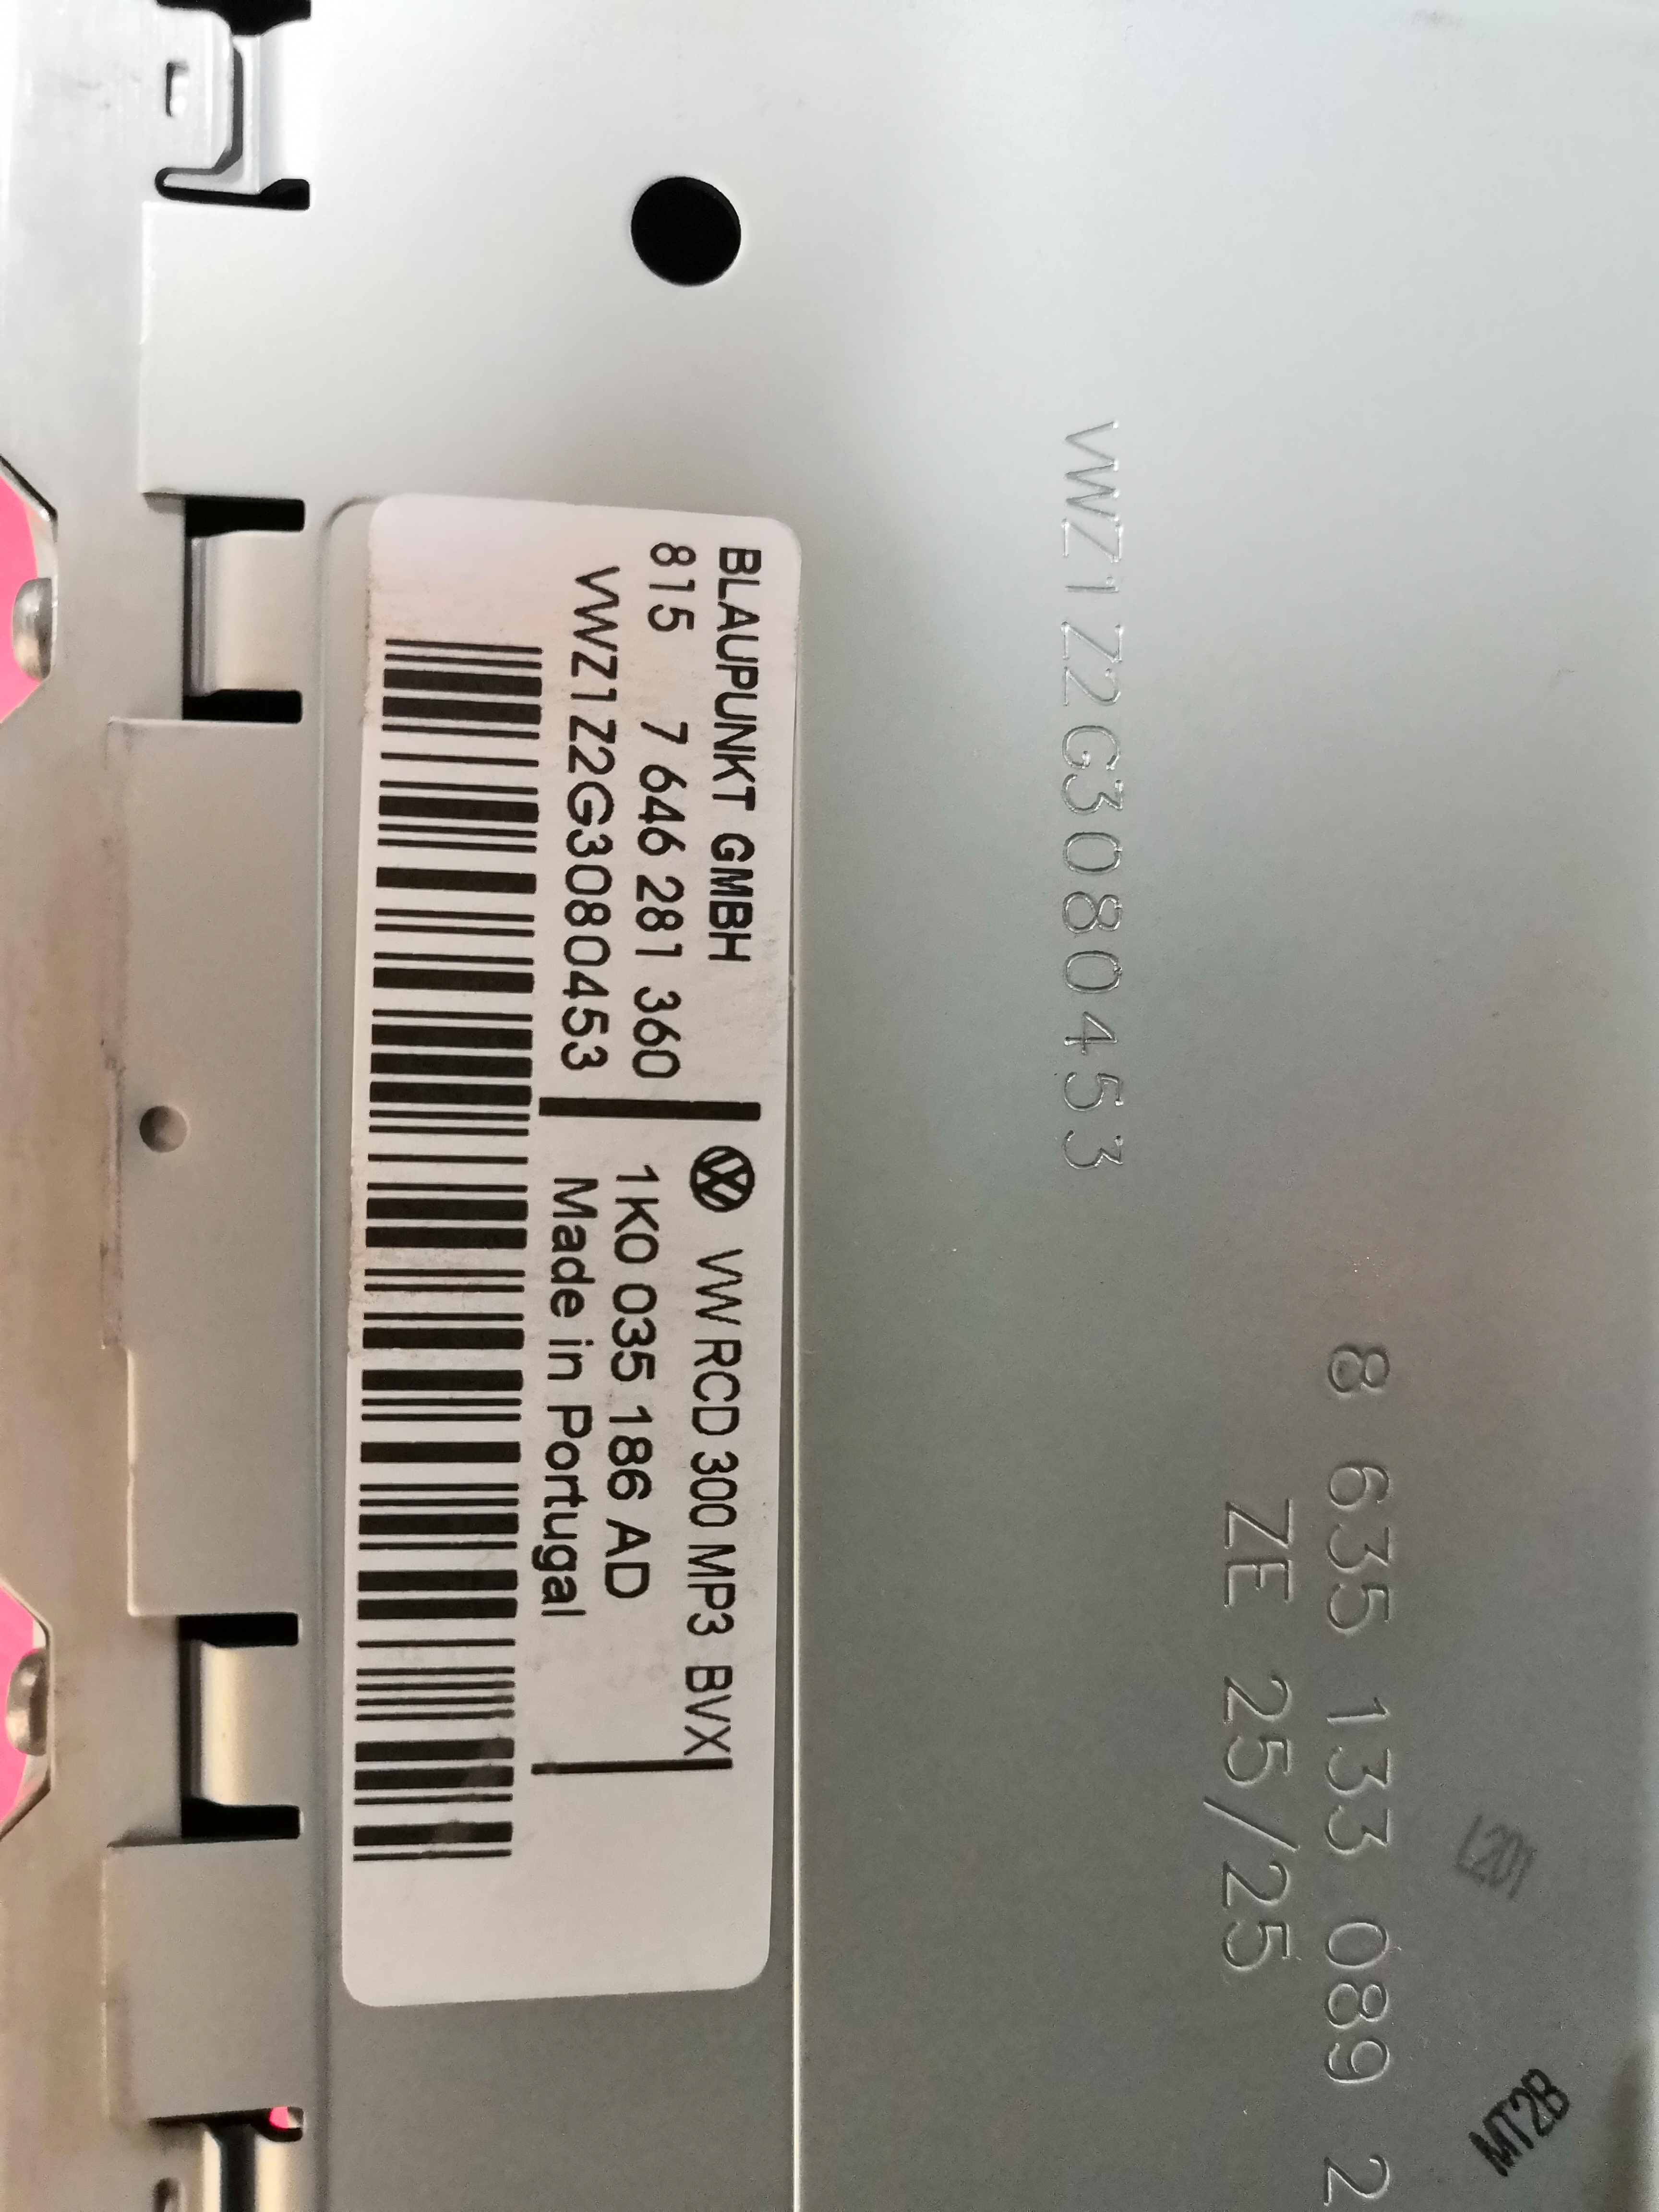 BLAUPUNKT GMBH
815 7 646 281 360
VWZ1Z2G3080453
VW RCD 300 MP3 BVX
1K0 035 186 AD
Made in Portugal
VWZ1Z2G3080453
8 635 133 089 2
ZE 25/25
L201
MT2B